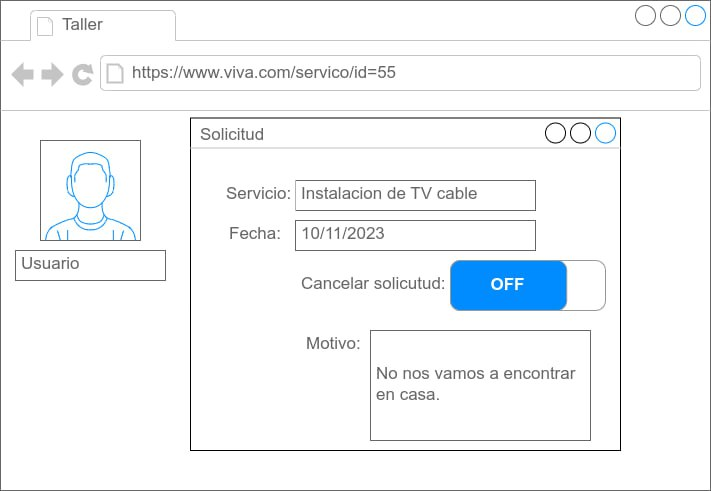 Taller
https://www.viva.com/servico/id=55
Solicitud
Servicio: Instalacion de TV cable
Fecha: 10/11/2023
Usuario
Cancelar solicutud: OFF
Motivo:
No nos vamos a encontrar
en casa.